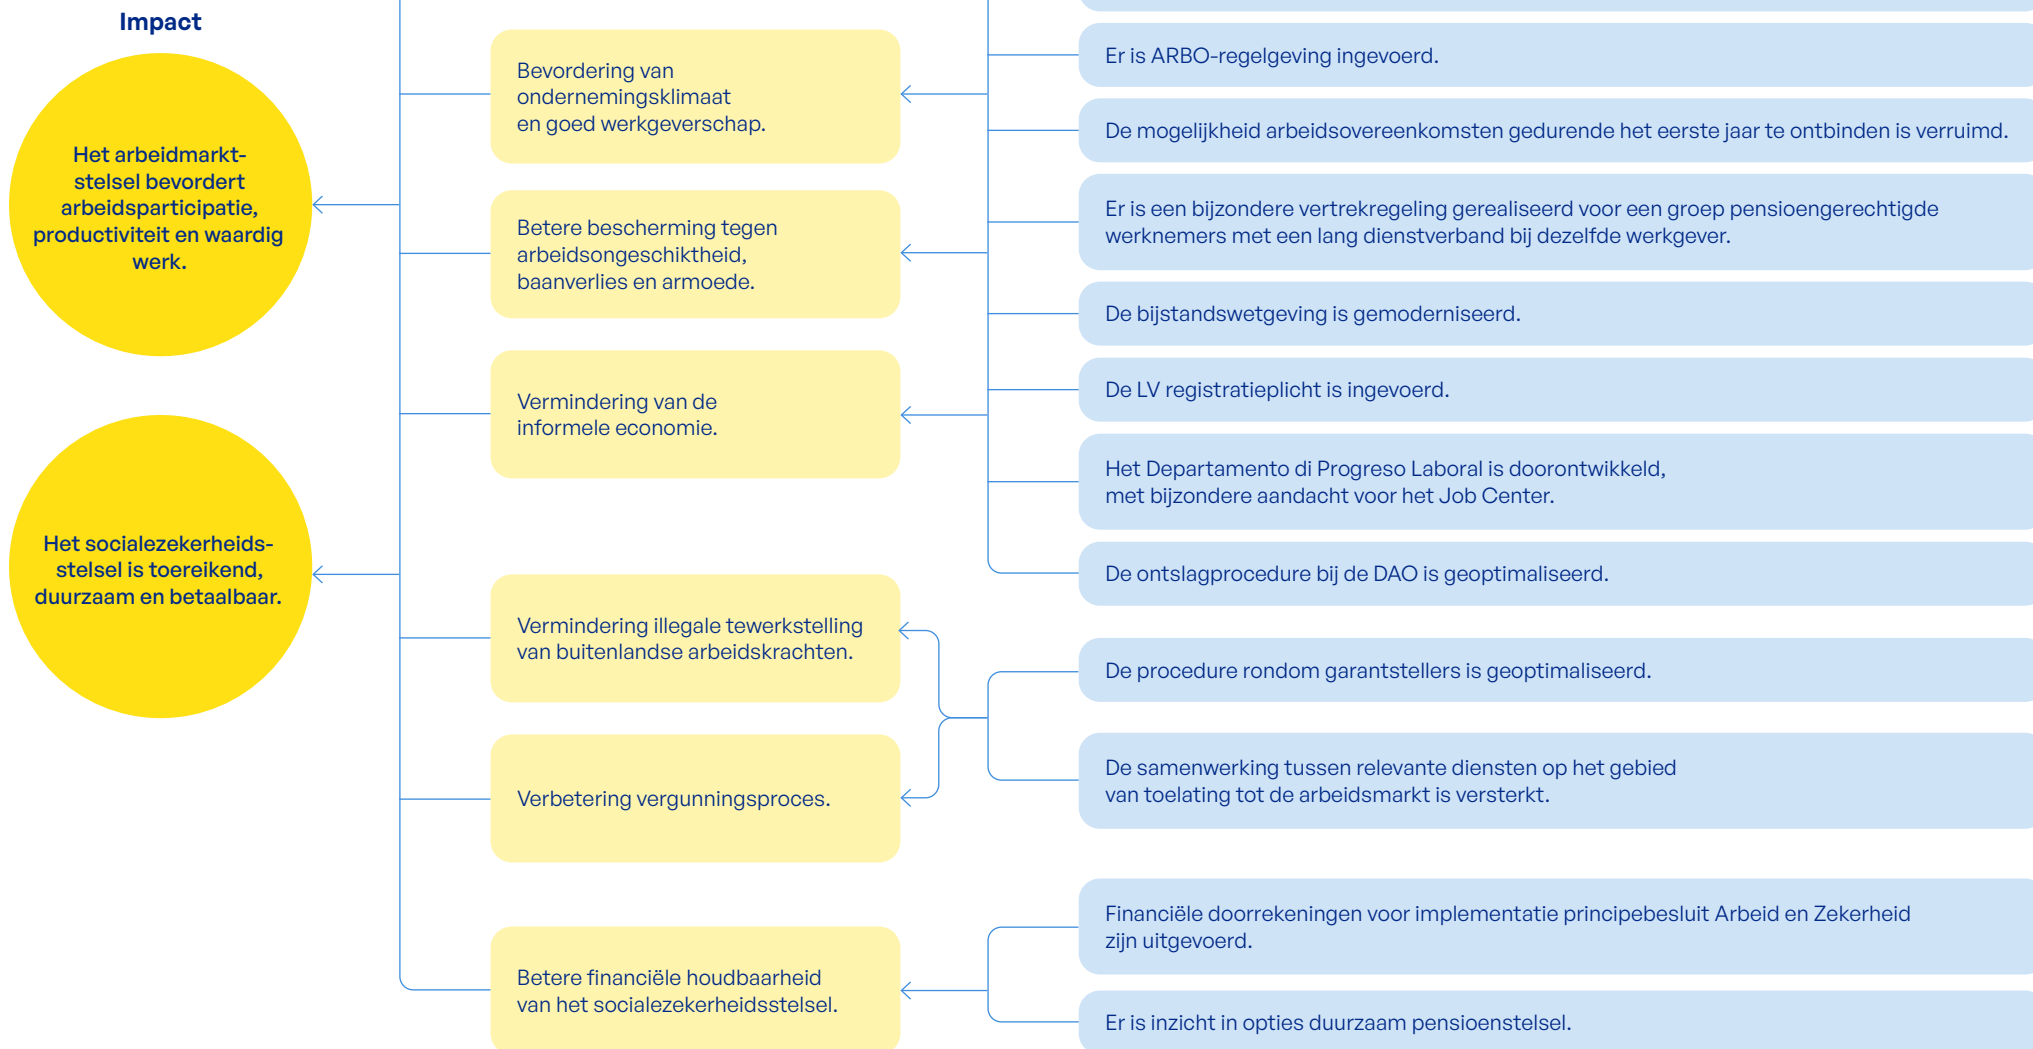 Impact
Het arbeidmarkt-
stelsel bevordert
arbeidsparticipatie,
productiviteit en waardig
werk.
Het socialezekerheids-
stelsel is toereikend,
duurzaam en betaalbaar.
Bevordering van
ondernemingsklimaat
en goed werkgeverschap.
Betere bescherming tegen
arbeidsongeschiktheid,
baanverlies en armoede.
Vermindering van de
informele economie.
Vermindering illegale tewerkstelling
van buitenlandse arbeidskrachten.
Verbetering vergunningsproces.
Betere financiële houdbaarheid
van het socialezekerheidsstelsel.
Er is ARBO-regelgeving ingevoerd.
De mogelijkheid arbeidsovereenkomsten gedurende het eerste jaar te ontbinden is verruimd.
Er is een bijzondere vertrekregeling gerealiseerd voor een groep pensioengerechtigde
werknemers met een lang dienstverband bij dezelfde werkgever.
De bijstandswetgeving is gemoderniseerd.
De LV registratieplicht is ingevoerd.
Het Departamento di Progreso Laboral is doorontwikkeld,
met bijzondere aandacht voor het Job Center.
De ontslagprocedure bij de DAO is geoptimaliseerd.
De procedure rondom garantstellers is geoptimaliseerd.
De samenwerking tussen relevante diensten op het gebied
van toelating tot de arbeidsmarkt is versterkt.
Financiële doorrekeningen voor implementatie principebesluit Arbeid en Zekerheid
zijn uitgevoerd.
Er is inzicht in opties duurzaam pensioenstelsel.